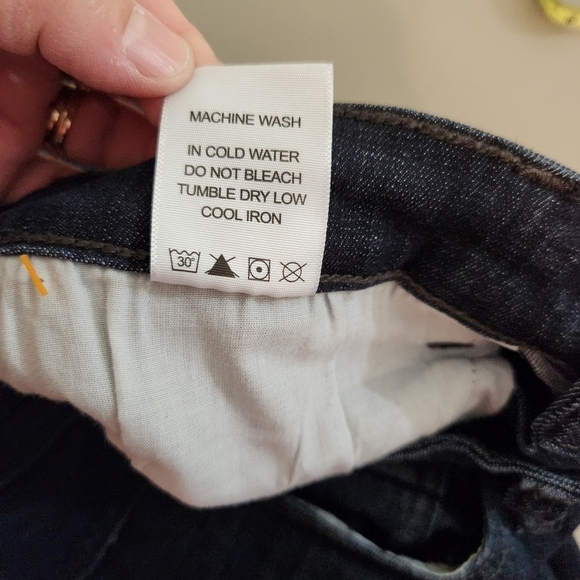 MACHINE WASH
IN COLD WATER
DO NOT BLEACH
TUMBLE DRY LOW
COOL IRON
30°